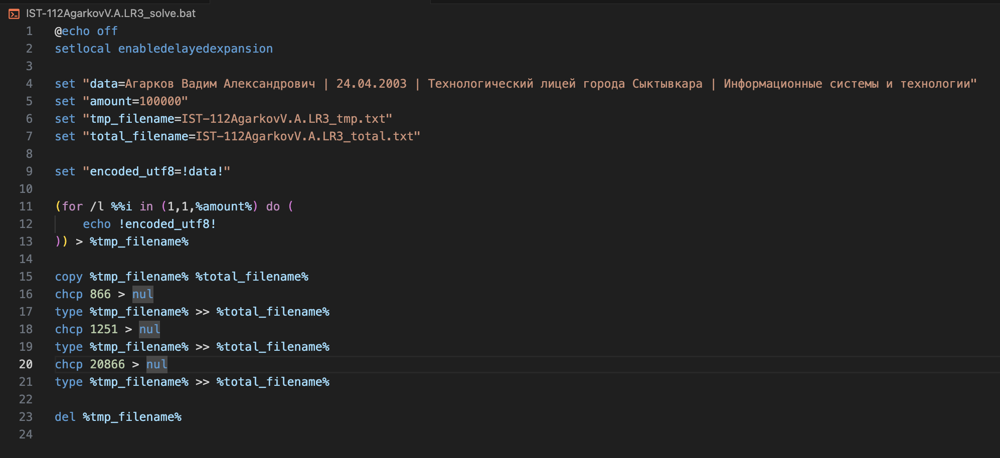 IST-112AgarkovV.A.LR3_solve.bat
1 @echo off
2 setlocal enabledelayedexpansion
3
4 set "data=Агарков Вадим Александрович | 24.04.2003 | Технологический лицей города Сыктывкара | Информационные системы и технологии"
5 set "amount=100000"
6 set "tmp_filename=IST-112AgarkovV.A.LR3_tmp.txt"
7 set "total_filename=IST-112AgarkovV.A.LR3_total.txt"
8
9 set "encoded_utf8=!data!"
10
11 (for /l %%i in (1,1,%amount%) do (
12     echo !encoded_utf8!
13 )) > %tmp_filename%
14
15 copy %tmp_filename% %total_filename%
16 chcp 866 > nul
17 type %tmp_filename% >> %total_filename%
18 chcp 1251 > nul
19 type %tmp_filename% >> %total_filename%
20 chcp 20866 > nul
21 type %tmp_filename% >> %total_filename%
22
23 del %tmp_filename%
24